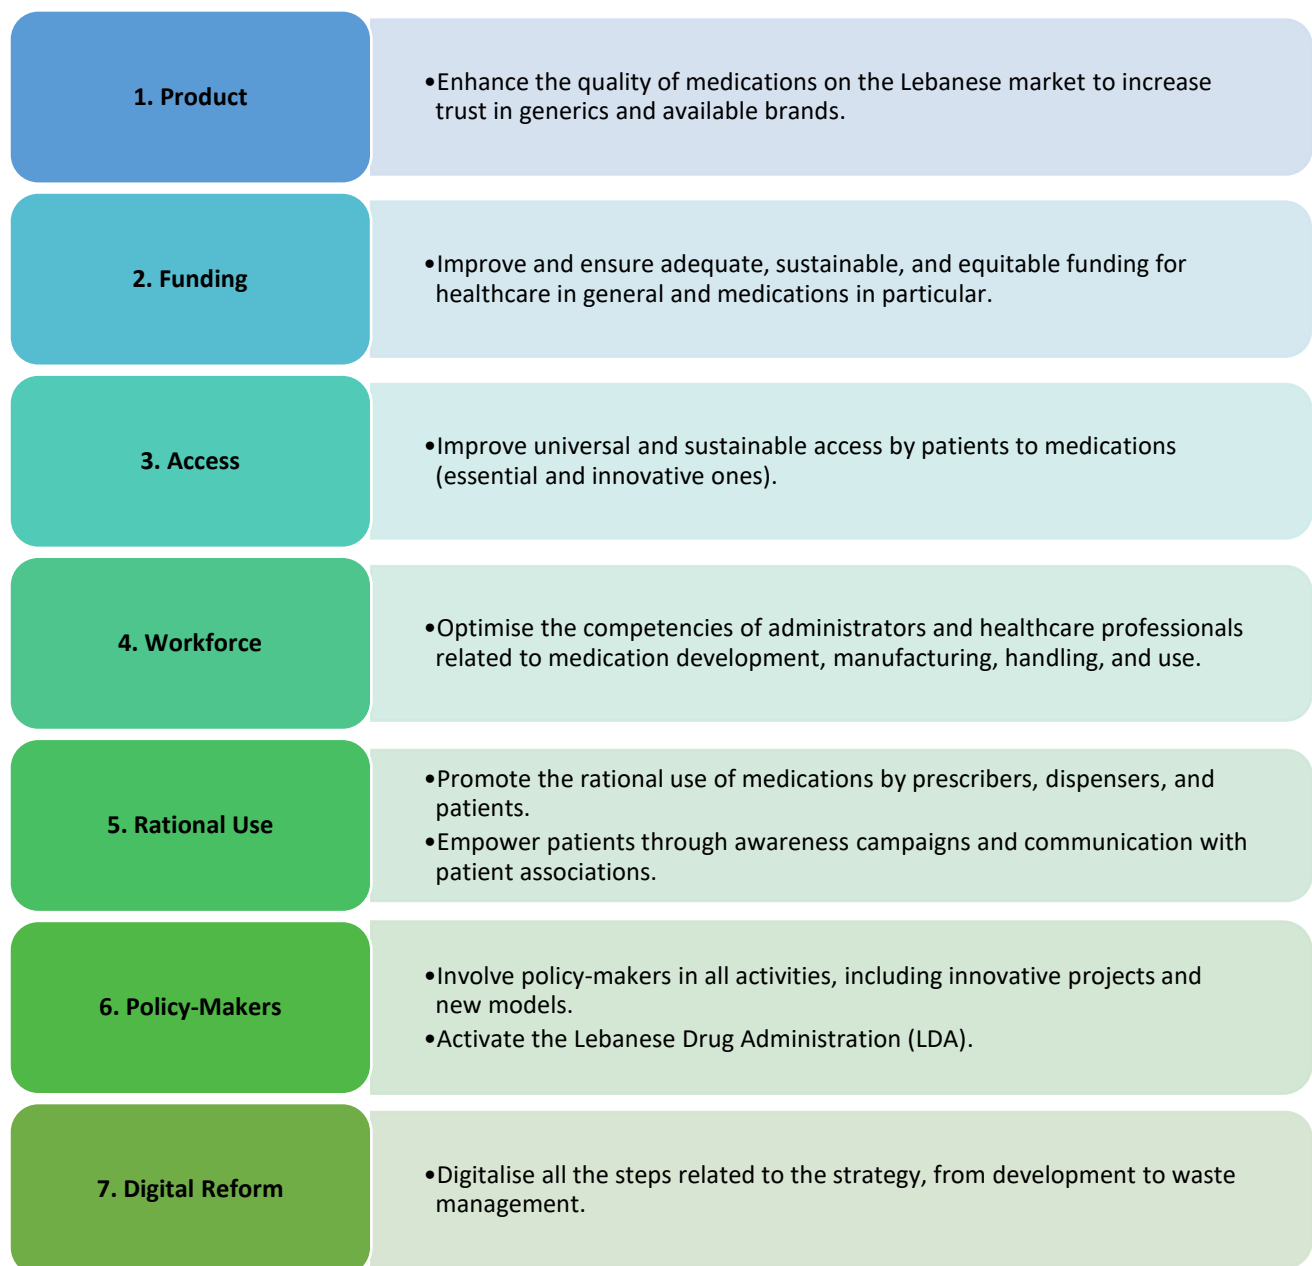 1. Product
•Enhance the quality of medications on the Lebanese market to increase
trust in generics and available brands.
2. Funding
•Improve and ensure adequate, sustainable, and equitable funding for
healthcare in general and medications in particular.
3. Access
•Improve universal and sustainable access by patients to medications
(essential and innovative ones).
4. Workforce
•Optimise the competencies of administrators and healthcare professionals
related to medication development, manufacturing, handling, and use.
5. Rational Use
•Promote the rational use of medications by prescribers, dispensers, and
patients.
•Empower patients through awareness campaigns and communication with
patient associations.
6. Policy-Makers
•Involve policy-makers in all activities, including innovative projects and
new models.
•Activate the Lebanese Drug Administration (LDA).
7. Digital Reform
•Digitalise all the steps related to the strategy, from development to waste
management.